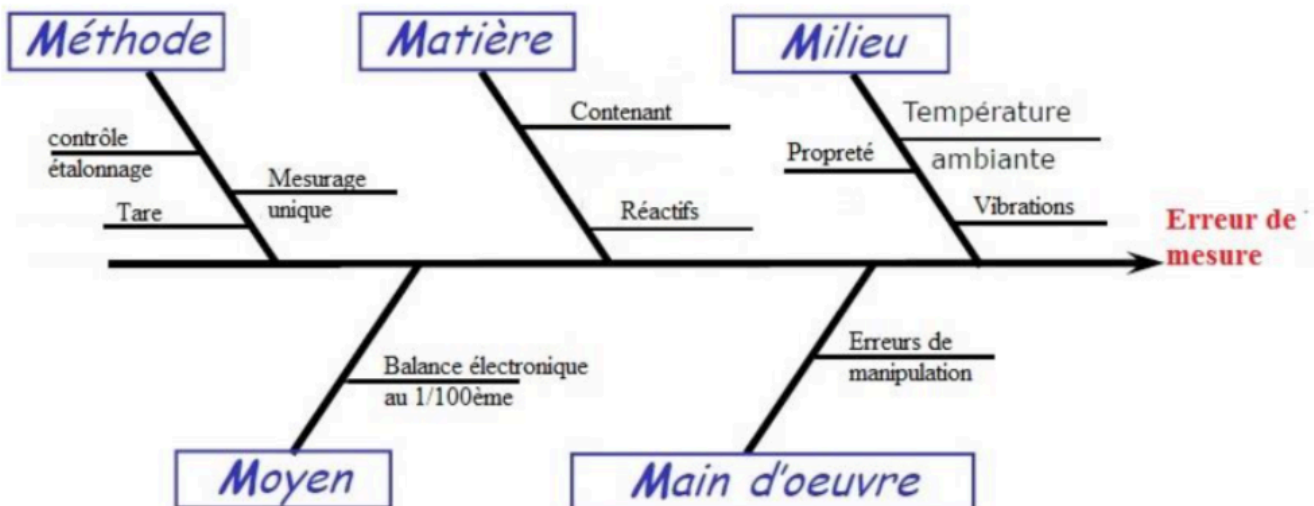 Méthode
Matière
Milieu
contrôle
étalonnage
Mesurage
unique
Tare
Contenant
Réactifs
Température
ambiante
Propreté
Vibrations
Erreur de
mesure
Balance électronique
au 1/100ème
Erreurs de
manipulation
Moyen
Main d'oeuvre